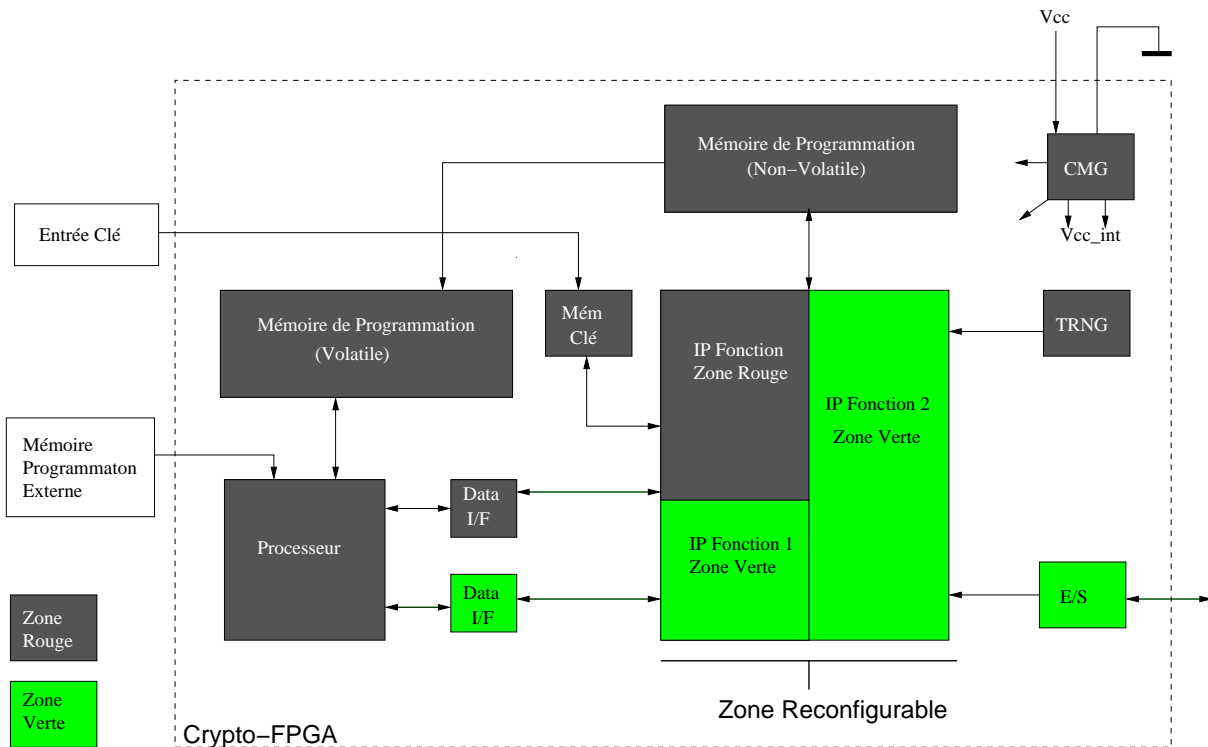 Vcc
Mémoire de Programmation
(Non−Volatile)
CMG
Vcc_int
Entrée Clé
Mémoire de Programmation
(Volatile)
Mém
Clé
IP Fonction
Zone Rouge
IP Fonction 2
Zone Verte
TRNG
Mémoire
Programmaton
Externe
Processeur
Data
I/F
IP Fonction 1
Zone Verte
Data
I/F
E/S
Zone
Rouge
Zone
Verte
Zone Reconfigurable
Crypto−FPGA